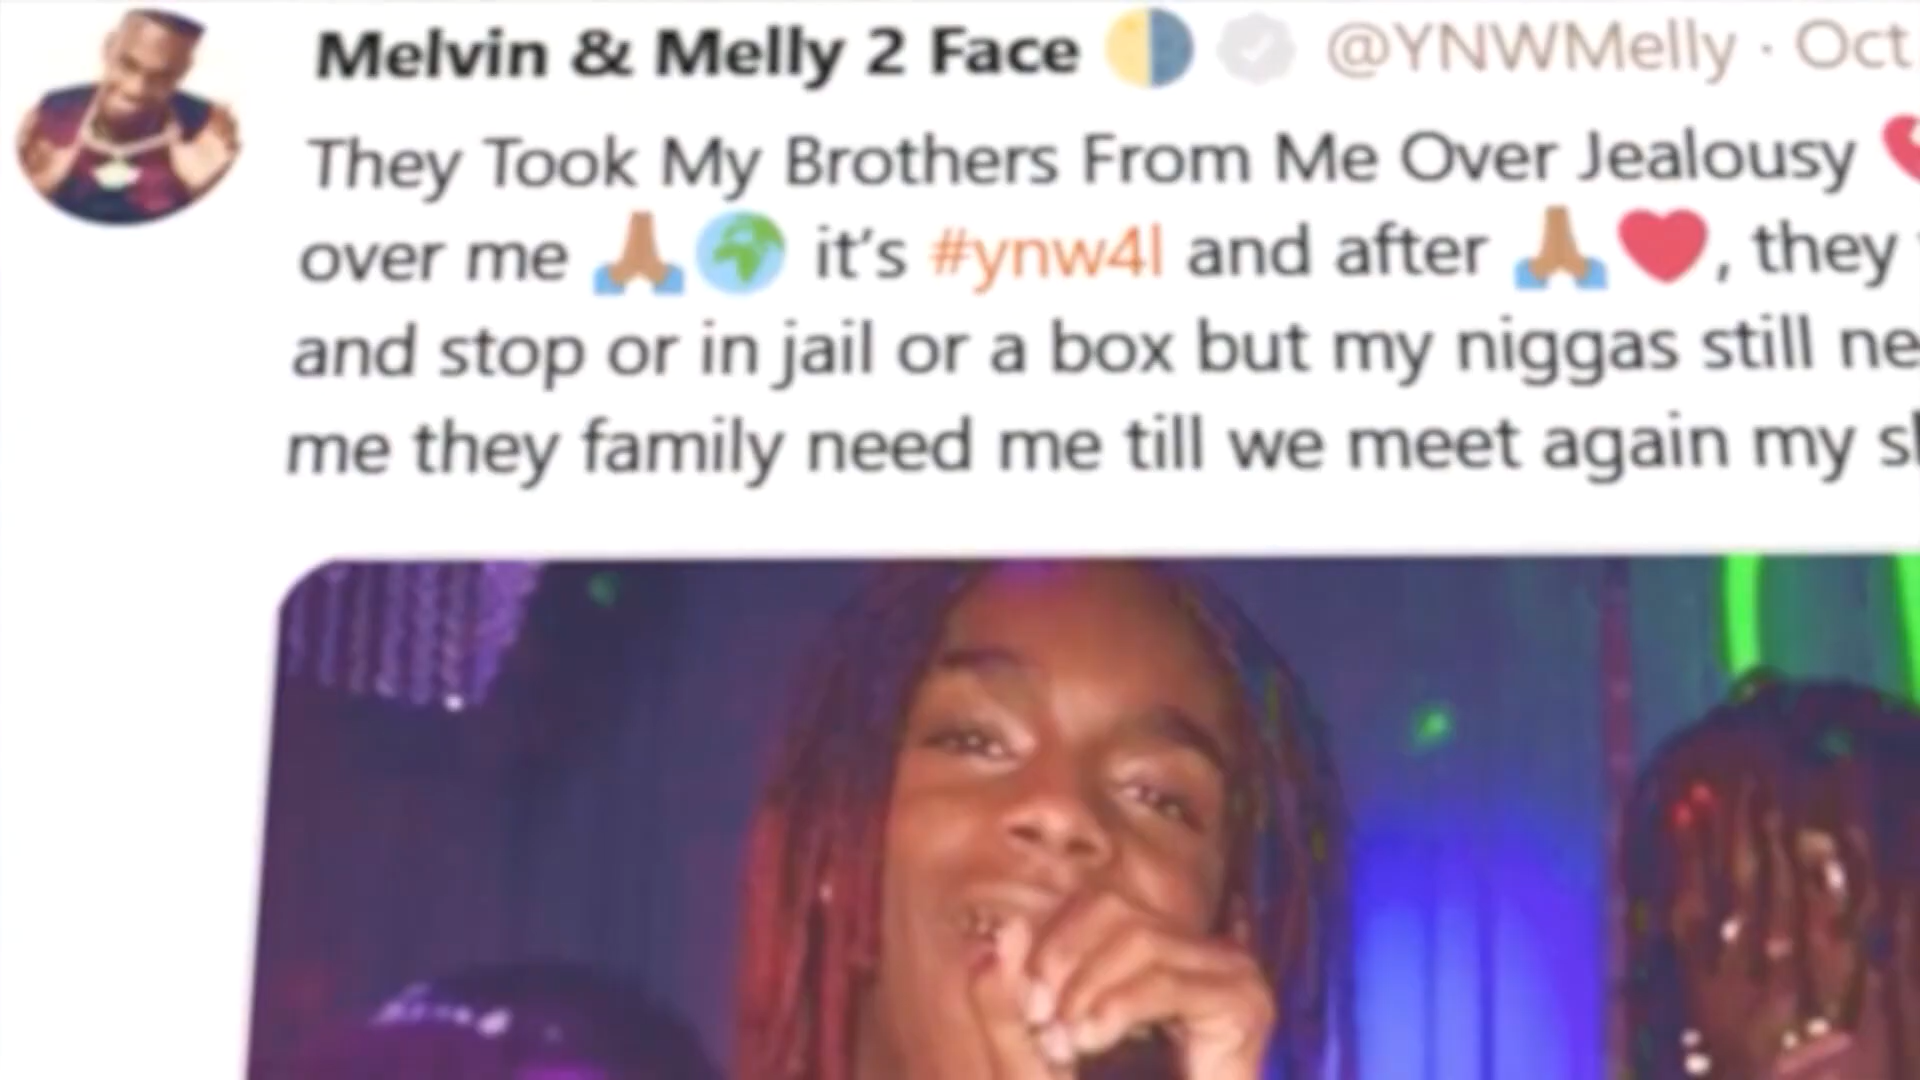 Melvin & Melly 2 Face 🌓 @YNWMelly · Oct
They Took My Brothers From Me Over Jealousy 💔
over me 🙏🏽🌍 it’s #ynw4l and after 🙏🏽❤️, they
and stop or in jail or a box but my niggas still ne
me they family need me till we meet again my sl